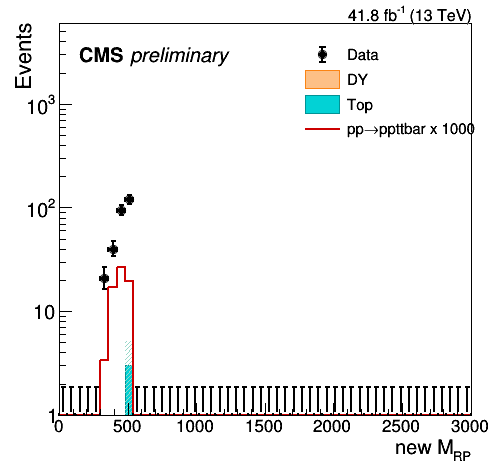 41.8 fb⁻¹ (13 TeV)
CMS preliminary
Data
DY
Top
pp→ppttbar x 1000
Events
10³
10²
10
1
0 500 1000 1500 2000 2500 3000
new M_RP